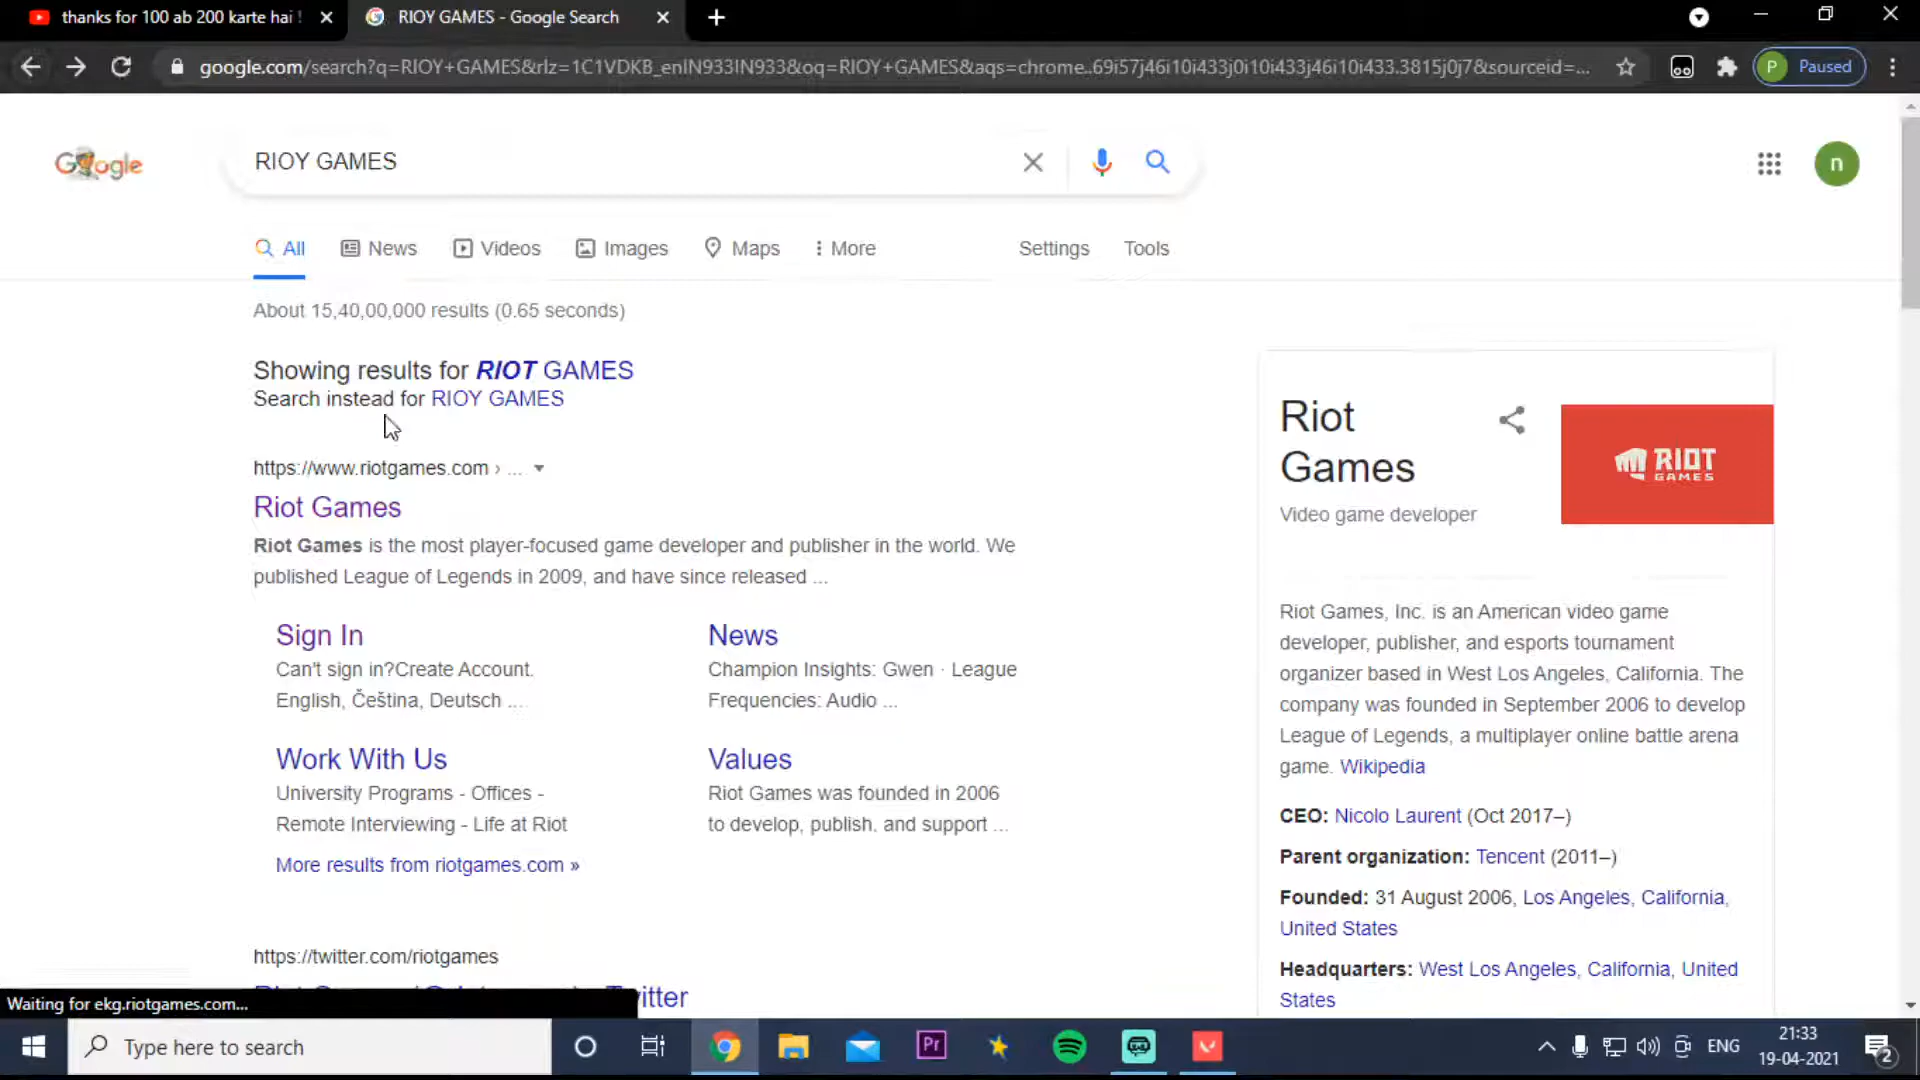 thanks for 100 ab 200 karte hai !
RIOY GAMES - Google Search
google.com/search?q=RIOY+GAMES&rlz=1C1VDKB_enIN933IN933&oq=RIOY+GAMES&aqs=chrome..69i57j46i10i433j0i10i433j46i10i433.3815j0j7&sourceid=...
P Paused
Google
RIOY GAMES
n
All
News
Videos
Images
Maps
More
Settings
Tools
About 15,40,00,000 results (0.65 seconds)
Showing results for RIOT GAMES
Search instead for RIOY GAMES
https://www.riotgames.com › ...
Riot Games
Riot Games is the most player-focused game developer and publisher in the world. We
published League of Legends in 2009, and have since released ...
Sign In
Can't sign in?Create Account.
English, Čeština, Deutsch ...
News
Champion Insights: Gwen · League
Frequencies: Audio ...
Work With Us
University Programs - Offices -
Remote Interviewing - Life at Riot
Values
Riot Games was founded in 2006
to develop, publish, and support ...
More results from riotgames.com »
https://twitter.com/riotgames
Riot
Games
Video game developer
RIOT
GAMES
Riot Games, Inc. is an American video game
developer, publisher, and esports tournament
organizer based in West Los Angeles, California. The
company was founded in September 2006 to develop
League of Legends, a multiplayer online battle arena
game. Wikipedia
CEO: Nicolo Laurent (Oct 2017–)
Parent organization: Tencent (2011–)
Founded: 31 August 2006, Los Angeles, California,
United States
Headquarters: West Los Angeles, California, United
States
Waiting for ekg.riotgames.com...
Type here to search
Pr
ENG
21:33
19-04-2021
2